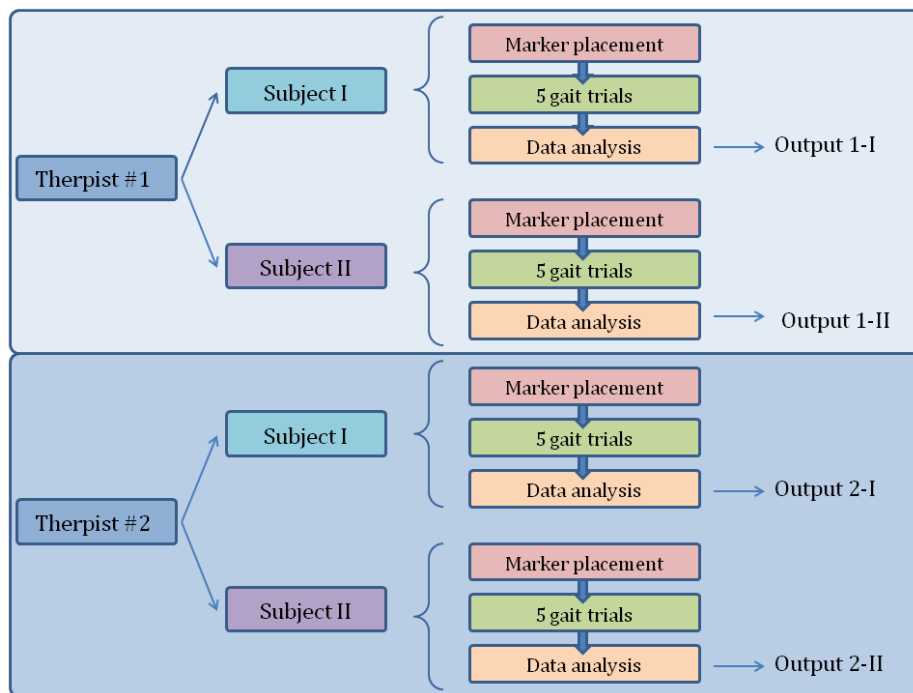 Therpist #1
Subject I
Marker placement
5 gait trials
Data analysis
Output 1-I
Subject II
Marker placement
5 gait trials
Data analysis
Output 1-II
Therpist #2
Subject I
Marker placement
5 gait trials
Data analysis
Output 2-I
Subject II
Marker placement
5 gait trials
Data analysis
Output 2-II